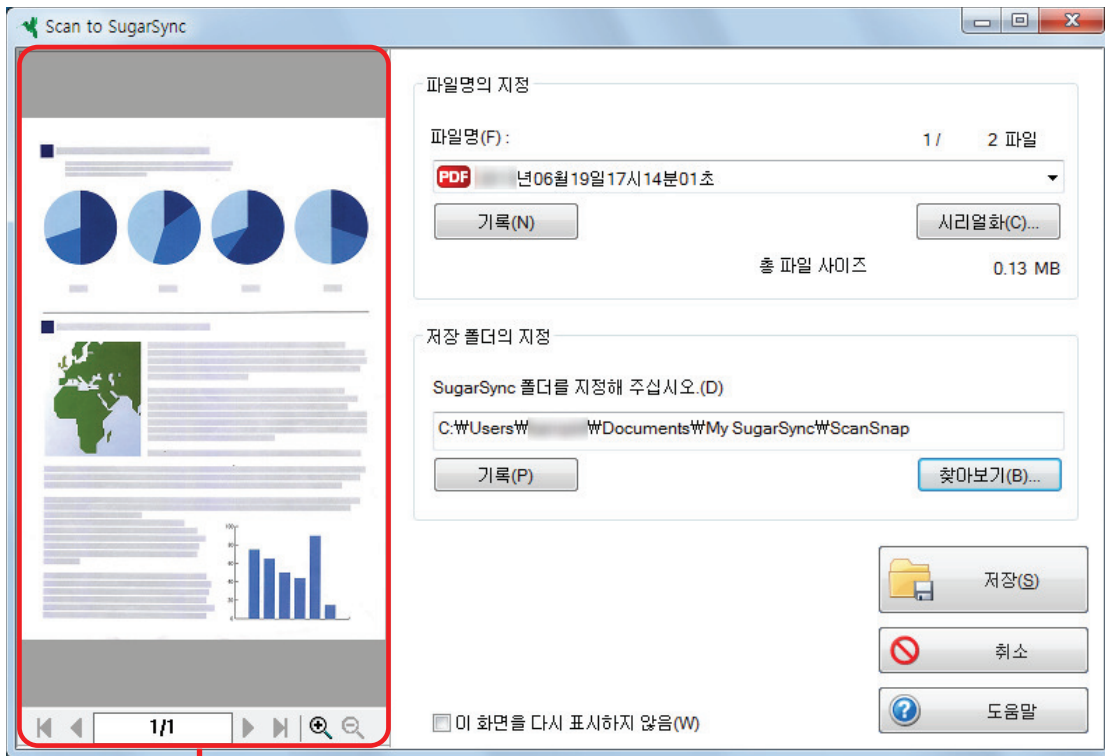 Scan to SugarSync
파일명의 지정
파일명(F) :
1/ 2 파일
PDF 년06월19일17시14분01초
기록(N)
시리얼화(C)...
총 파일 사이즈 0.13 MB
저장 폴더의 지정
SugarSync 폴더를 지정해 주십시오.(D)
C:₩Users₩ ₩Documents₩My SugarSync₩ScanSnap
기록(P)
찾아보기(B)...
저장(S)
취소
도움말
이 화면을 다시 표시하지 않음(W)
1/1